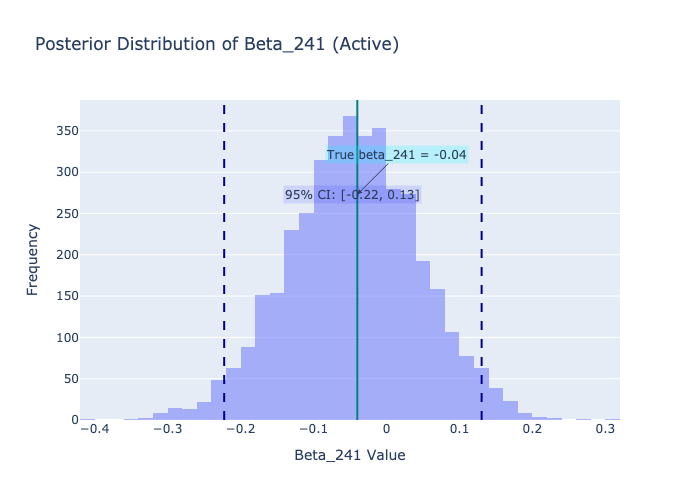 Posterior Distribution of Beta_241 (Active)
350
300
250
200
150
100
50
0
Frequency
True beta_241 = -0.04
95% CI: [-0.22, 0.13]
−0.4 −0.3 −0.2 −0.1 0 0.1 0.2 0.3
Beta_241 Value